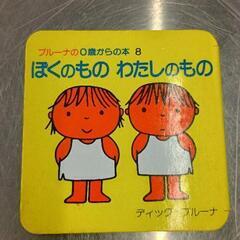 ブルーナの0歳からの本 8
ぼくのもの わたしのもの
ディック・ブルーナ